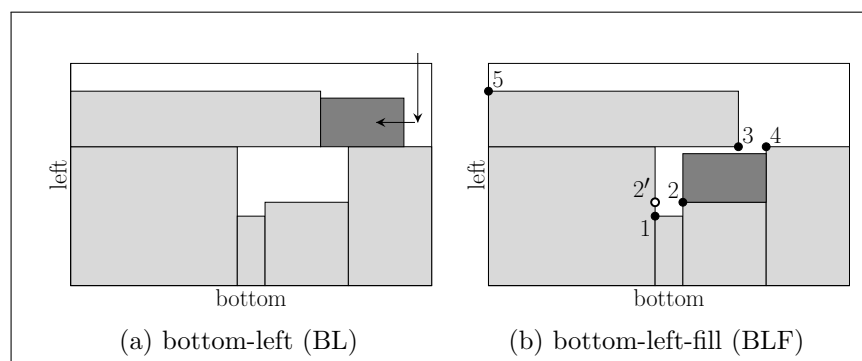 left
bottom
(a) bottom-left (BL)
5
3
4
2′
2
1
left
bottom
(b) bottom-left-fill (BLF)